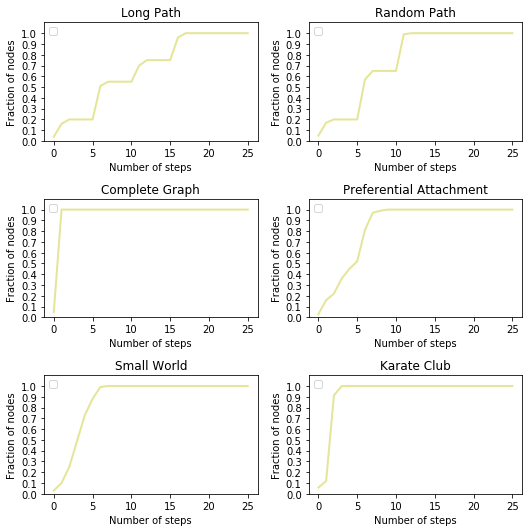 Long Path
Random Path
1.0
0.9
0.8
0.7
0.6
0.5
0.4
0.3
0.2
0.1
0.0
Fraction of nodes
0 5 10 15 20 25
Number of steps
1.0
0.9
0.8
0.7
0.6
0.5
0.4
0.3
0.2
0.1
0.0
Fraction of nodes
0 5 10 15 20 25
Number of steps
Complete Graph
Preferential Attachment
1.0
0.9
0.8
0.7
0.6
0.5
0.4
0.3
0.2
0.1
0.0
Fraction of nodes
0 5 10 15 20 25
Number of steps
1.0
0.9
0.8
0.7
0.6
0.5
0.4
0.3
0.2
0.1
0.0
Fraction of nodes
0 5 10 15 20 25
Number of steps
Small World
Karate Club
1.0
0.9
0.8
0.7
0.6
0.5
0.4
0.3
0.2
0.1
0.0
Fraction of nodes
0 5 10 15 20 25
Number of steps
1.0
0.9
0.8
0.7
0.6
0.5
0.4
0.3
0.2
0.1
0.0
Fraction of nodes
0 5 10 15 20 25
Number of steps